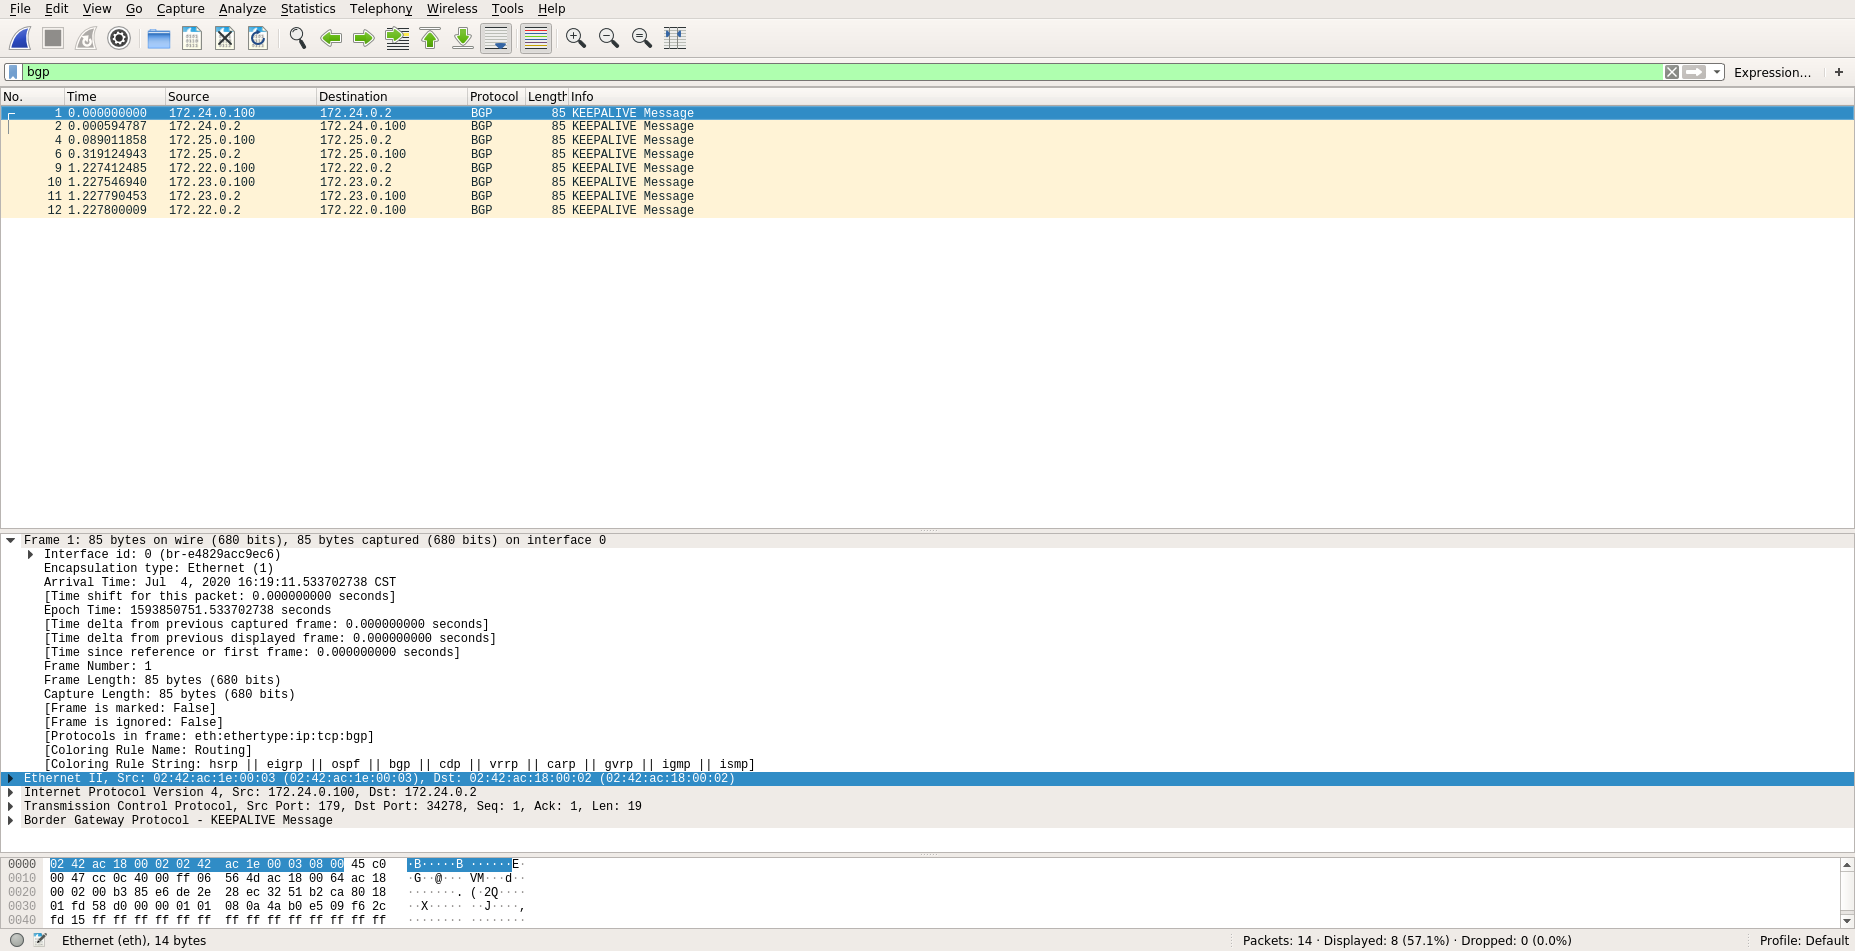 File Edit View Go Capture Analyze Statistics Telephony Wireless Tools Help
bgp Expression… +
No. Time Source Destination Protocol Length Info
1 0.000000000 172.24.0.100 172.24.0.2 BGP 85 KEEPALIVE Message
2 0.000594787 172.24.0.2 172.24.0.100 BGP 85 KEEPALIVE Message
4 0.089011858 172.25.0.100 172.25.0.2 BGP 85 KEEPALIVE Message
6 0.319124943 172.25.0.2 172.25.0.100 BGP 85 KEEPALIVE Message
9 1.227412485 172.22.0.100 172.22.0.2 BGP 85 KEEPALIVE Message
10 1.227546940 172.23.0.100 172.23.0.2 BGP 85 KEEPALIVE Message
11 1.227790453 172.23.0.2 172.23.0.100 BGP 85 KEEPALIVE Message
12 1.227800009 172.22.0.2 172.22.0.100 BGP 85 KEEPALIVE Message
Frame 1: 85 bytes on wire (680 bits), 85 bytes captured (680 bits) on interface 0
Interface id: 0 (br-e4829acc9ec6)
Encapsulation type: Ethernet (1)
Arrival Time: Jul  4, 2020 16:19:11.533702738 CST
[Time shift for this packet: 0.000000000 seconds]
Epoch Time: 1593850751.533702738 seconds
[Time delta from previous captured frame: 0.000000000 seconds]
[Time delta from previous displayed frame: 0.000000000 seconds]
[Time since reference or first frame: 0.000000000 seconds]
Frame Number: 1
Frame Length: 85 bytes (680 bits)
Capture Length: 85 bytes (680 bits)
[Frame is marked: False]
[Frame is ignored: False]
[Protocols in frame: eth:ethertype:ip:tcp:bgp]
[Coloring Rule Name: Routing]
[Coloring Rule String: hsrp || eigrp || ospf || bgp || cdp || vrrp || carp || gvrp || igmp || ismp]
Ethernet II, Src: 02:42:ac:1e:00:03 (02:42:ac:1e:00:03), Dst: 02:42:ac:18:00:02 (02:42:ac:18:00:02)
Internet Protocol Version 4, Src: 172.24.0.100, Dst: 172.24.0.2
Transmission Control Protocol, Src Port: 179, Dst Port: 34278, Seq: 1, Ack: 1, Len: 19
Border Gateway Protocol - KEEPALIVE Message
0000 02 42 ac 18 00 02 02 42 ac 1e 00 03 08 00 45 c0 ·B·····B ······E·
0010 00 47 cc 0c 40 00 ff 06 56 4d ac 18 00 64 ac 18 ·G··@··· VM···d··
0020 00 02 00 b3 85 e6 de 2e 28 ec 32 51 b2 ca 80 18 ·······. (·2Q····
0030 01 fd 58 d0 00 00 01 01 08 0a 4a b0 e5 09 f6 2c ··X····· ··J····,
0040 fd 15 ff ff ff ff ff ff ff ff ff ff ff ff ff ff ········ ········
Ethernet (eth), 14 bytes Packets: 14 · Displayed: 8 (57.1%) · Dropped: 0 (0.0%) Profile: Default